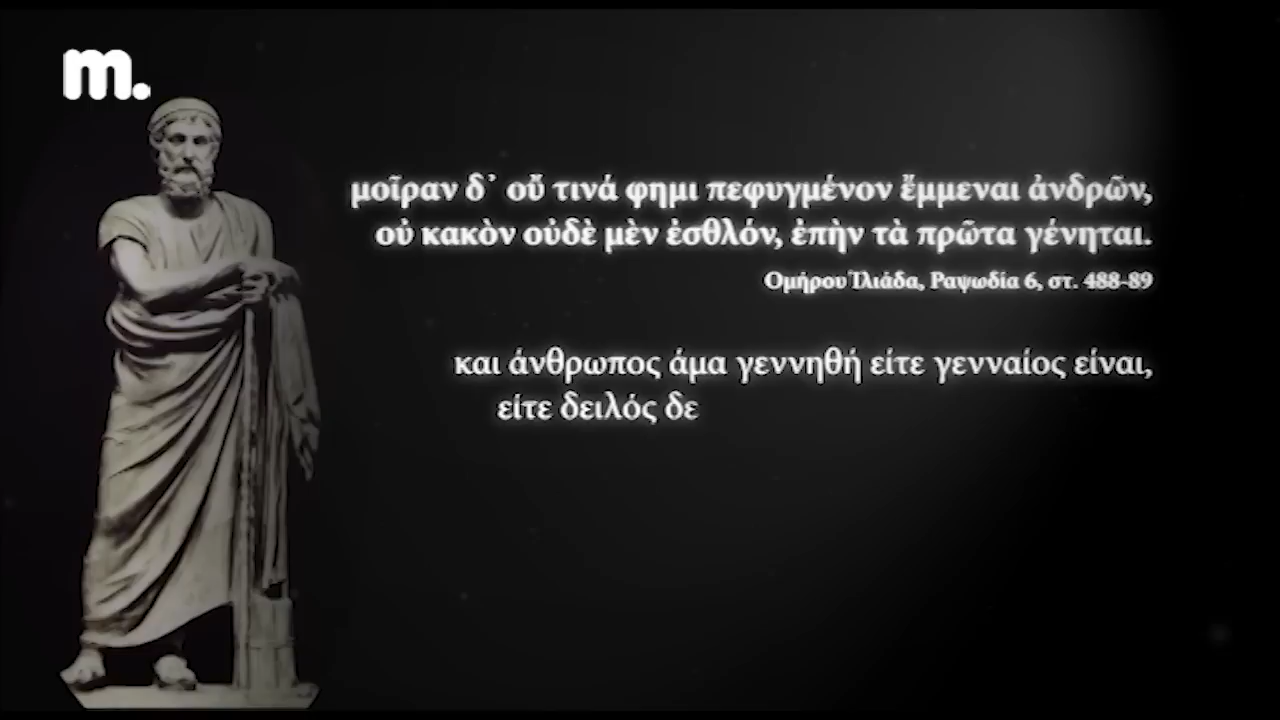 m.
μοῖραν δ᾽ οὔ τινά φημι πεφυγμένον ἔμμεναι ἀνδρῶν,
οὐ κακὸν οὐδὲ μὲν ἐσθλόν, ἐπὴν τὰ πρῶτα γένηται.
Ομήρου Ἰλιάδα, Ραψωδία 6, στ. 488-89
και άνθρωπος άμα γεννηθή είτε γενναίος είναι,
είτε δειλός δε